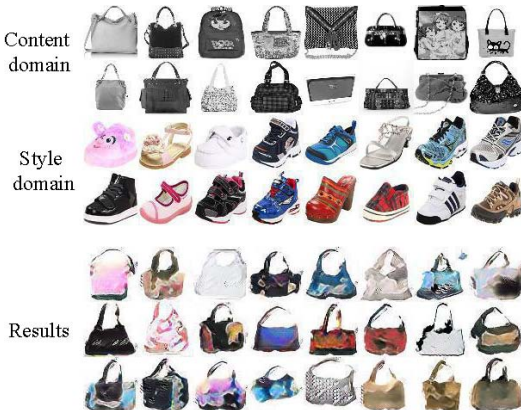 Content
domain
Style
domain
Results